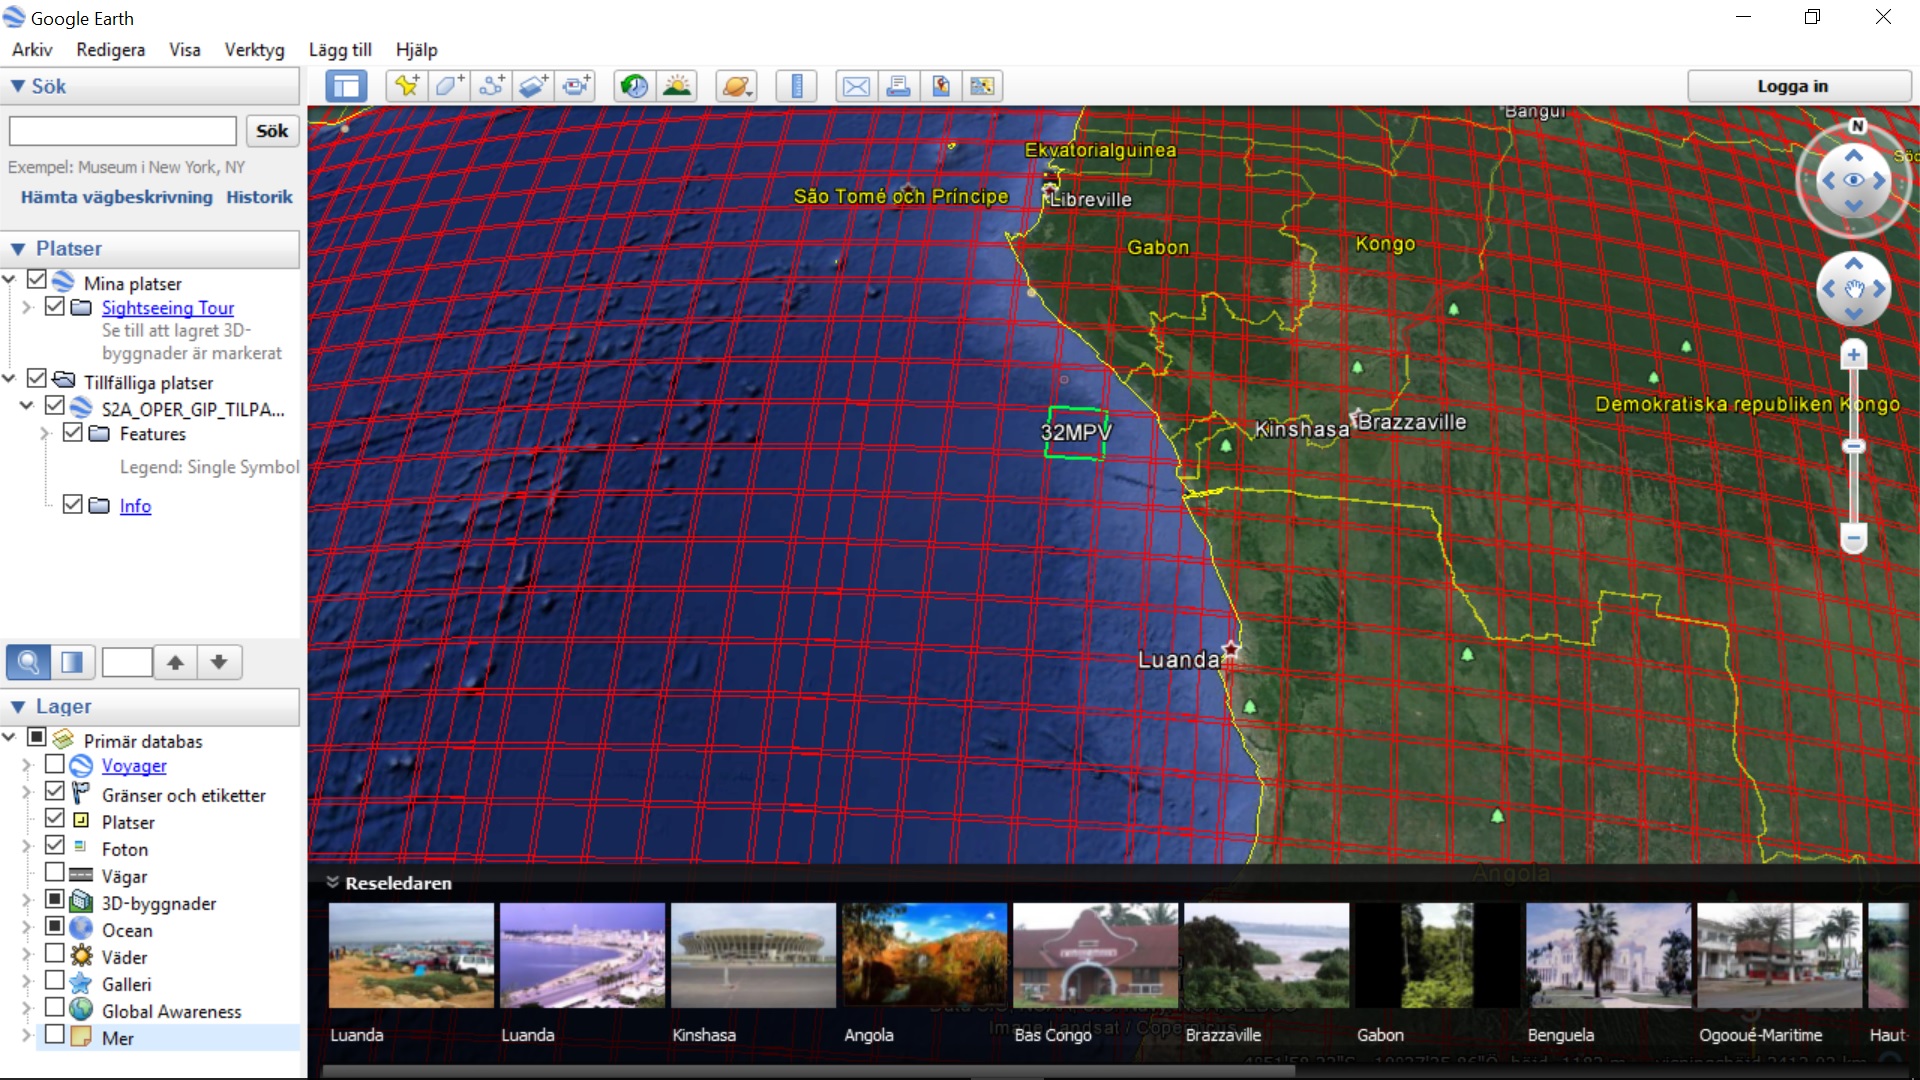 Google Earth
Arkiv Redigera Visa Verktyg Lägg till Hjälp
Sök
Logga in
Sök
Exempel: Museum i New York, NY
Hämta vägbeskrivning Historik
Platser
Mina platser
Sightseeing Tour
Se till att lagret 3D-
byggnader är markerat
Tillfälliga platser
S2A_OPER_GIP_TILPA...
Features
Legend: Single Symbol
Info
Lager
Primär databas
Voyager
Gränser och etiketter
Platser
Foton
Vägar
3D-byggnader
Ocean
Väder
Galleri
Global Awareness
Mer
Bangui
N
Ekvatorialguinea
São Tomé och Príncipe
Libreville
Gabon
Kongo
Demokratiska republiken Kongo
32MPV
Kinshasa
Brazzaville
Luanda
Angola
Reseledaren
Image Landsat / Copernicus
Luanda
Luanda
Kinshasa
Angola
Bas Congo
Brazzaville
Gabon
Benguela
Ogooué-Maritime
Haut-